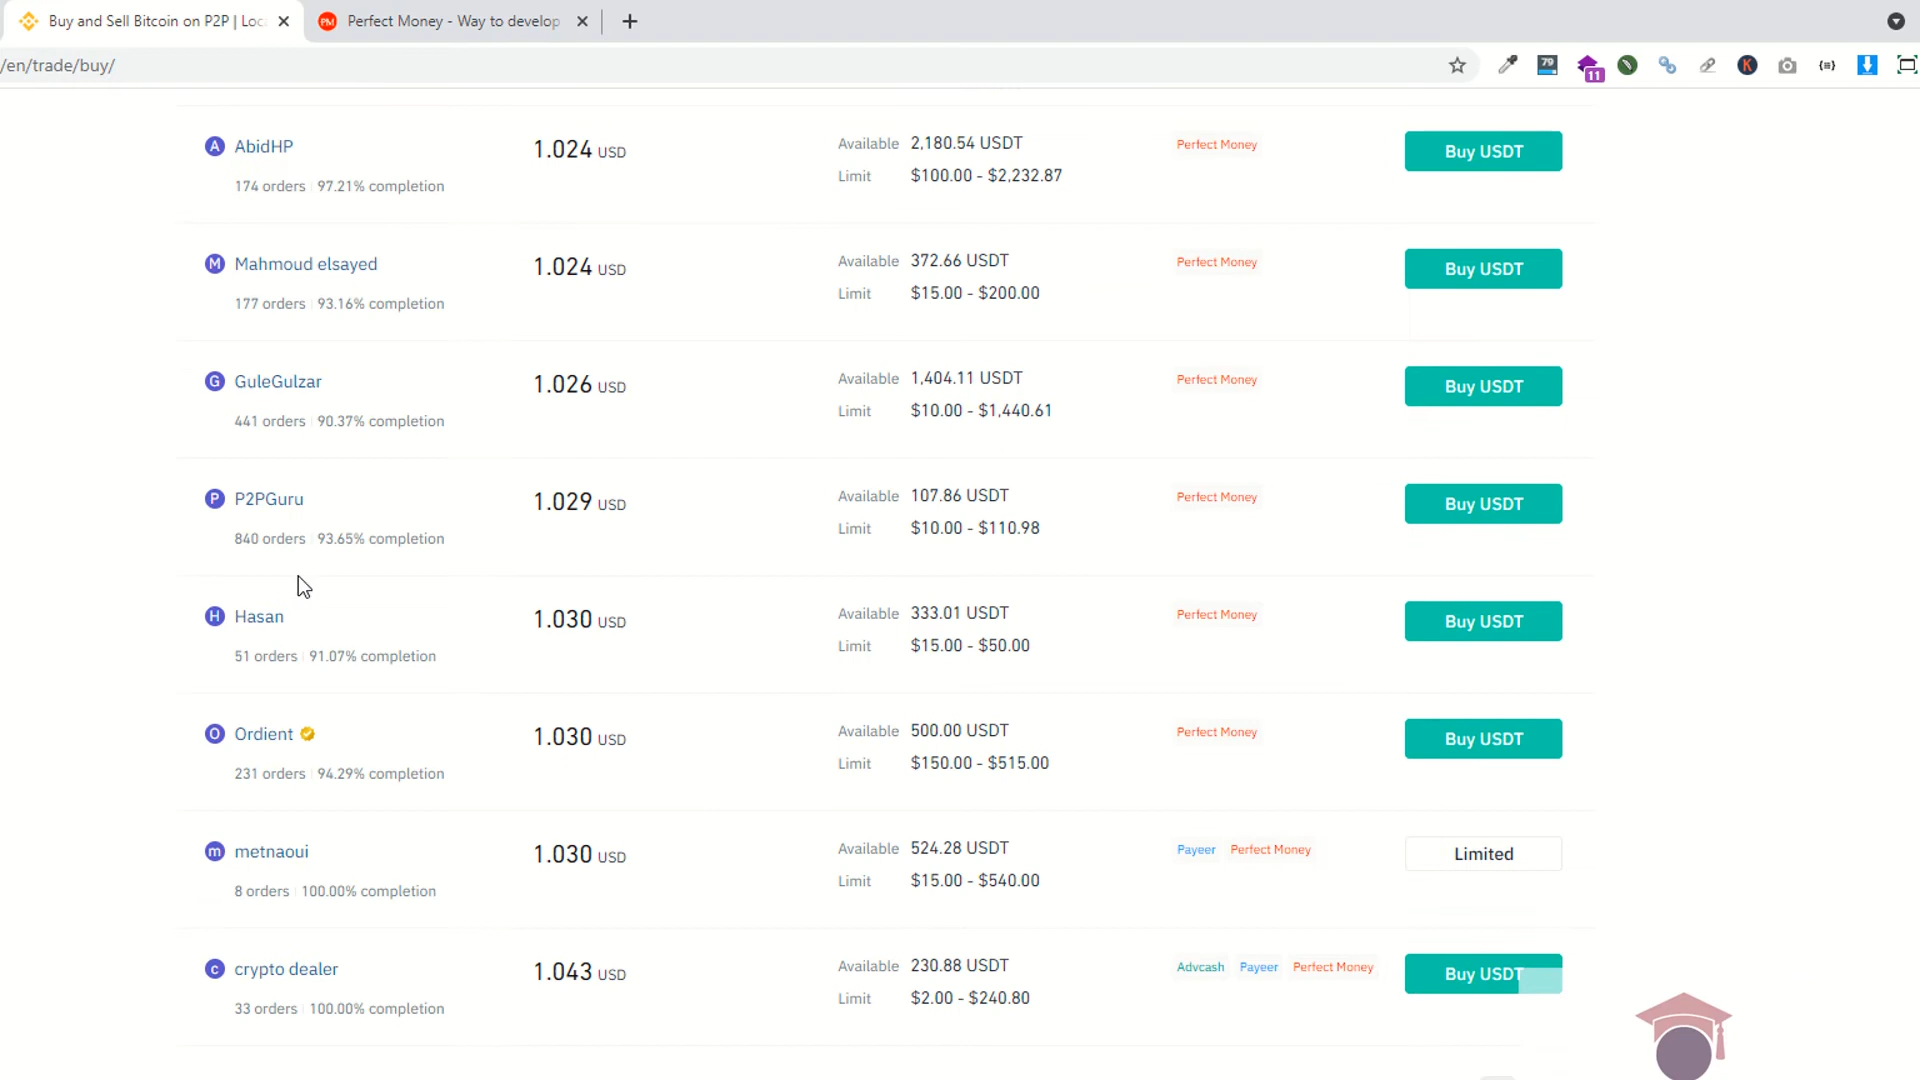 Buy and Sell Bitcoin on P2P | Loc
Perfect Money - Way to develop
/en/trade/buy/
79
11
K
A AbidHP
174 orders | 97.21% completion
1.024 USD
Available 2,180.54 USDT
Limit $100.00 - $2,232.87
Perfect Money
Buy USDT
M Mahmoud elsayed
177 orders | 93.16% completion
1.024 USD
Available 372.66 USDT
Limit $15.00 - $200.00
Perfect Money
Buy USDT
G GuleGulzar
441 orders | 90.37% completion
1.026 USD
Available 1,404.11 USDT
Limit $10.00 - $1,440.61
Perfect Money
Buy USDT
P P2PGuru
840 orders | 93.65% completion
1.029 USD
Available 107.86 USDT
Limit $10.00 - $110.98
Perfect Money
Buy USDT
H Hasan
51 orders | 91.07% completion
1.030 USD
Available 333.01 USDT
Limit $15.00 - $50.00
Perfect Money
Buy USDT
O Ordient
231 orders | 94.29% completion
1.030 USD
Available 500.00 USDT
Limit $150.00 - $515.00
Perfect Money
Buy USDT
m metnaoui
8 orders | 100.00% completion
1.030 USD
Available 524.28 USDT
Limit $15.00 - $540.00
Payeer Perfect Money
Limited
c crypto dealer
33 orders | 100.00% completion
1.043 USD
Available 230.88 USDT
Limit $2.00 - $240.80
Advcash Payeer Perfect Money
Buy USDT